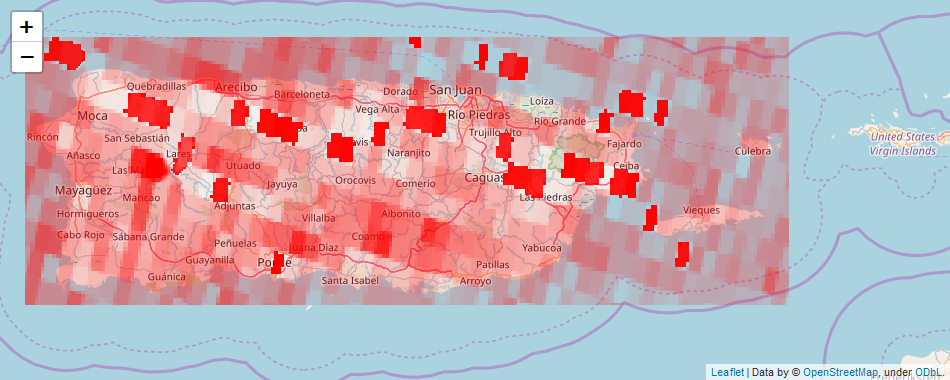 +
−
Quebradillas
Arecibo
Barceloneta
Dorado
San Juan
Loíza
Moca
Vega Alta
Río Piedras
Río Grande
Rincón
San Sebastián
Trujillo Alto
Fajardo
United States
Virgin Islands
Añasco
Lares
Naranjito
Culebra
Utuado
Ceiba
Mayagüez
Jayuya
Orocovis
Comerío
Caguas
Maricao
Adjuntas
Las Piedras
Hormigueros
Villalba
Aibonito
Vieques
Cabo Rojo
Sábana Grande
Peñuelas
Juana Díaz
Coamo
Yabucoa
Guayanilla
Ponce
Patillas
Guánica
Santa Isabel
Arroyo
Leaflet | Data by © OpenStreetMap, under ODbL.